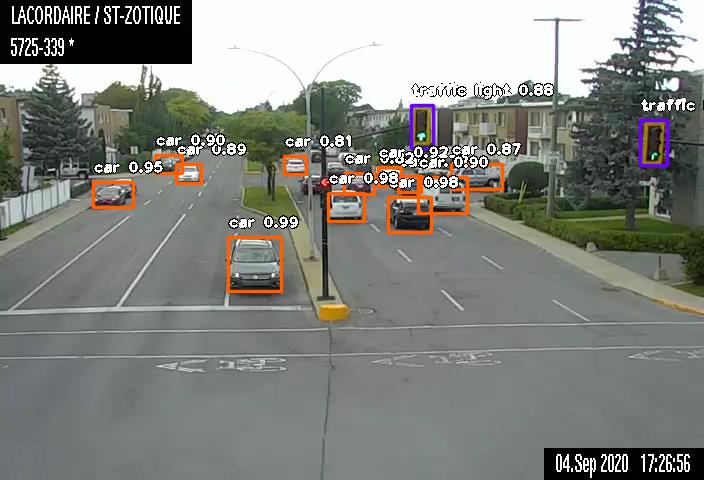 LACORDAIRE / ST-ZOTIQUE
5725-339 *
traffic light 0.88
traffic
car 0.90
car 0.89
car 0.81
car 0.95
car 0.92
car 0.87
car 0.90
car 0.98
car 0.98
car 0.99
04.Sep 2020 17:26:56